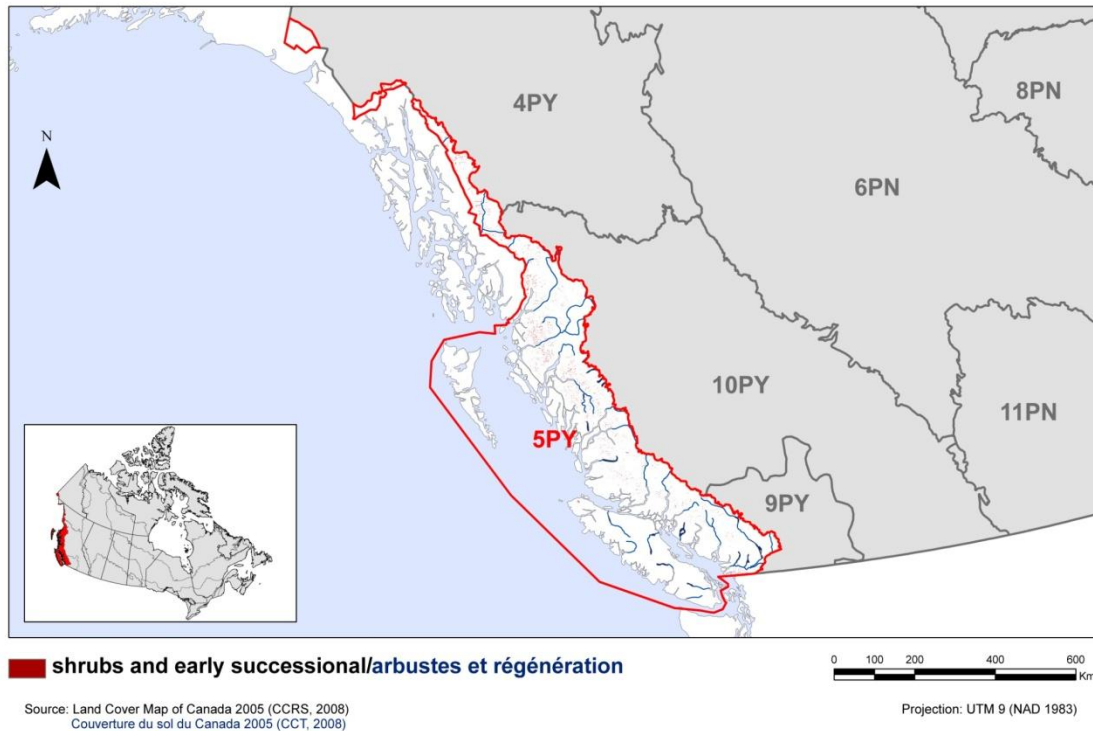 4PY
8PN
N
6PN
10PY
11PN
5PY
9PY
shrubs and early successional/arbustes et régénération
0 100 200 400 600
Km
Source: Land Cover Map of Canada 2005 (CCRS, 2008)
Couverture du sol du Canada 2005 (CCT, 2008)
Projection: UTM 9 (NAD 1983)